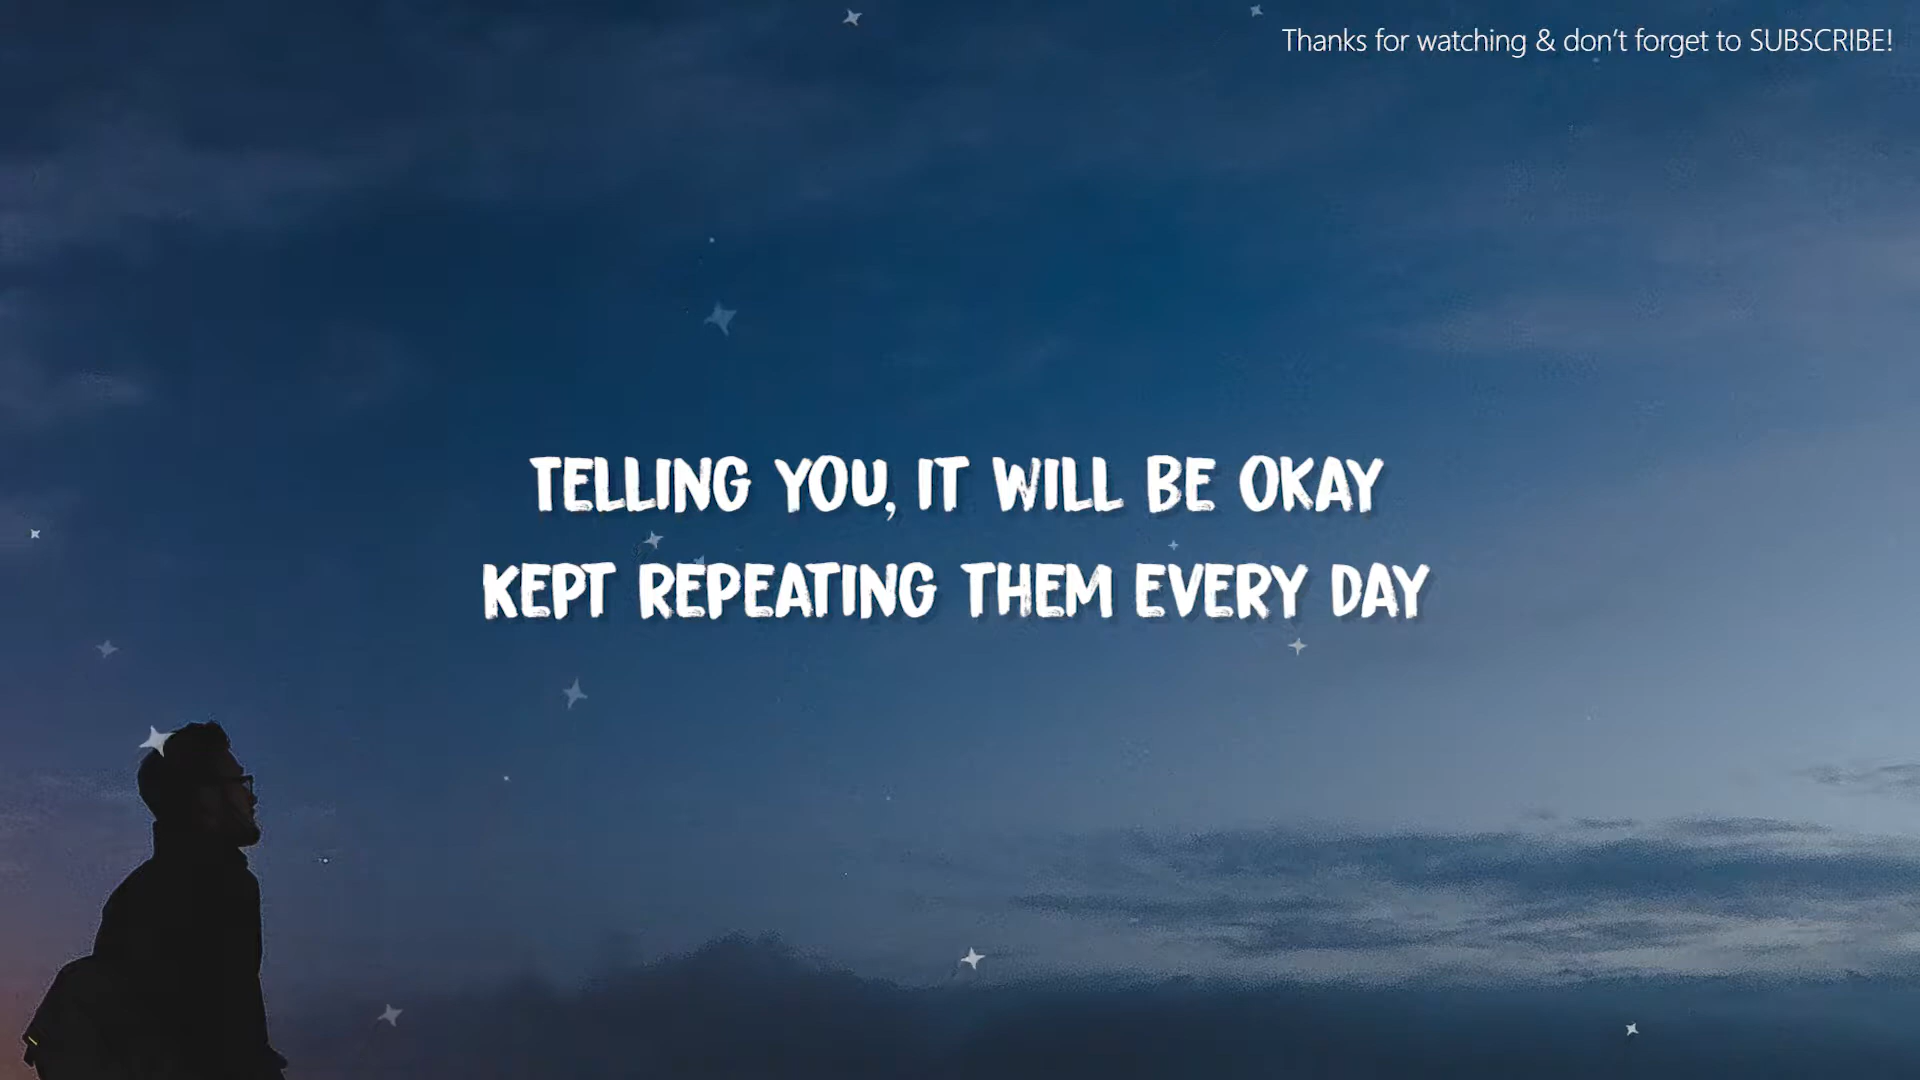 Thanks for watching & don't forget to SUBSCRIBE!
TELLING YOU, IT WILL BE OKAY
KEPT REPEATING THEM EVERY DAY